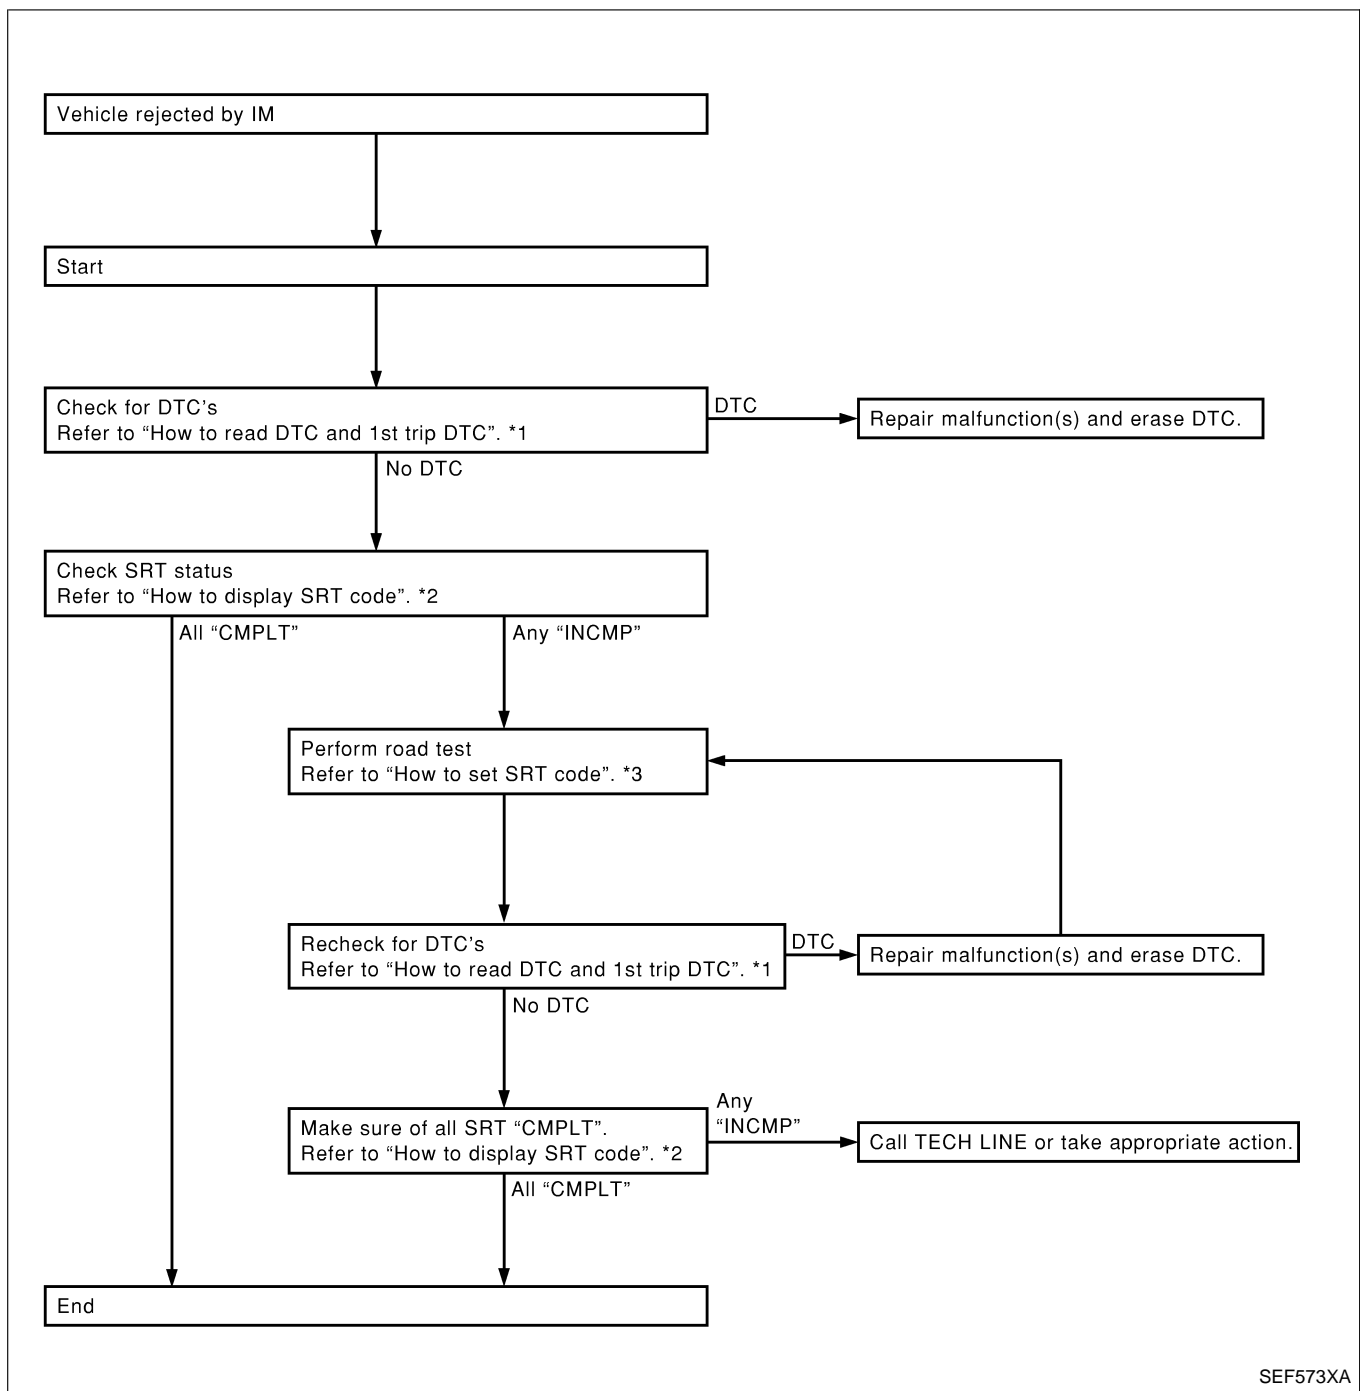 Vehicle rejected by IM
Start
Check for DTC's
Refer to “How to read DTC and 1st trip DTC”. *1
DTC
Repair malfunction(s) and erase DTC.
No DTC
Check SRT status
Refer to “How to display SRT code”. *2
All “CMPLT”
Any “INCMP”
Perform road test
Refer to “How to set SRT code”. *3
Recheck for DTC's
Refer to “How to read DTC and 1st trip DTC”. *1
DTC
Repair malfunction(s) and erase DTC.
No DTC
Make sure of all SRT “CMPLT”.
Refer to “How to display SRT code”. *2
Any
“INCMP”
Call TECH LINE or take appropriate action.
All “CMPLT”
End
SEF573XA